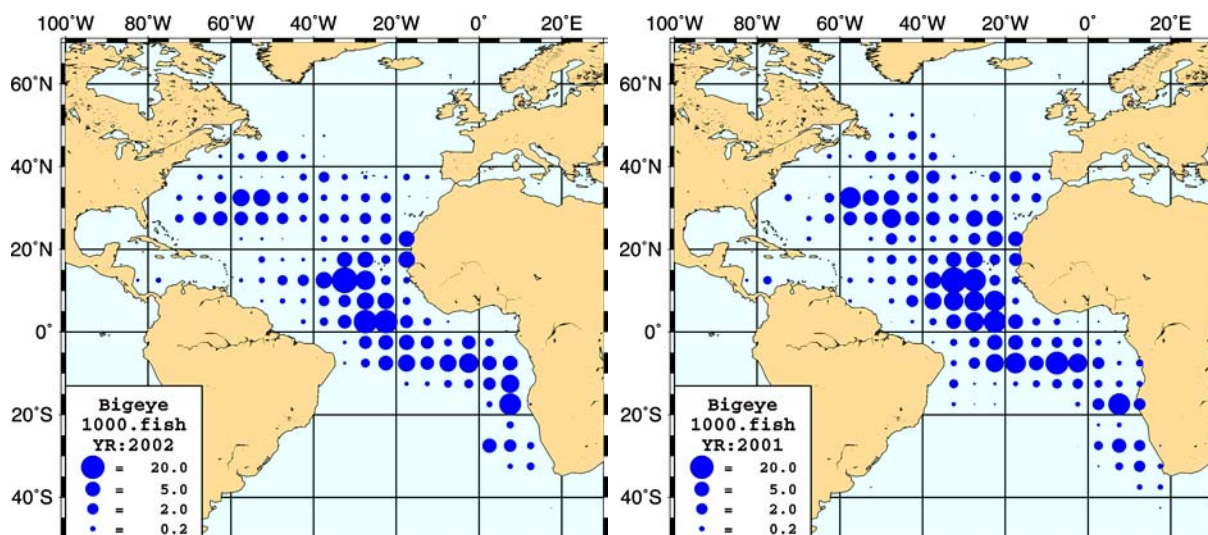 100°W 80° 60° 40° 20° 0° 20°E
60°N
40°N
20°N
0°
20°S
40°S
Bigeye
1000.fish
YR:2002
= 20.0
= 5.0
= 2.0
= 0.2
100°W 80° 60° 40° 20° 0° 20°E
60°N
40°N
20°N
0°
20°S
40°S
Bigeye
1000.fish
YR:2001
= 20.0
= 5.0
= 2.0
= 0.2